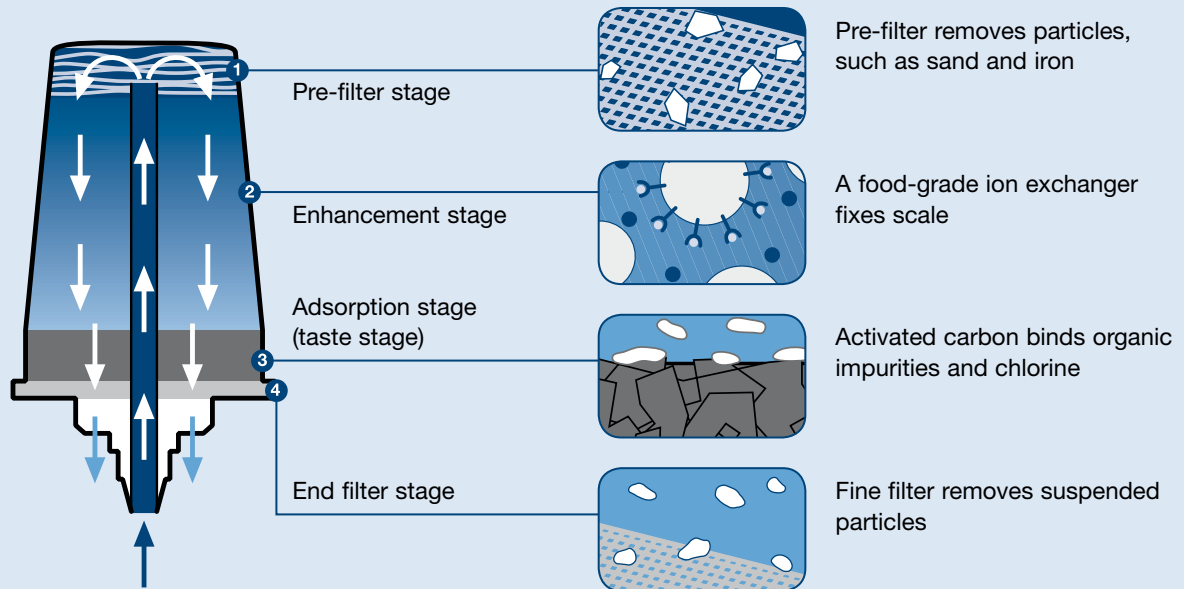 1
Pre-filter stage
Pre-filter removes particles,
such as sand and iron
2
Enhancement stage
A food-grade ion exchanger
fixes scale
Adsorption stage
(taste stage)
3
Activated carbon binds organic
impurities and chlorine
4
End filter stage
Fine filter removes suspended
particles